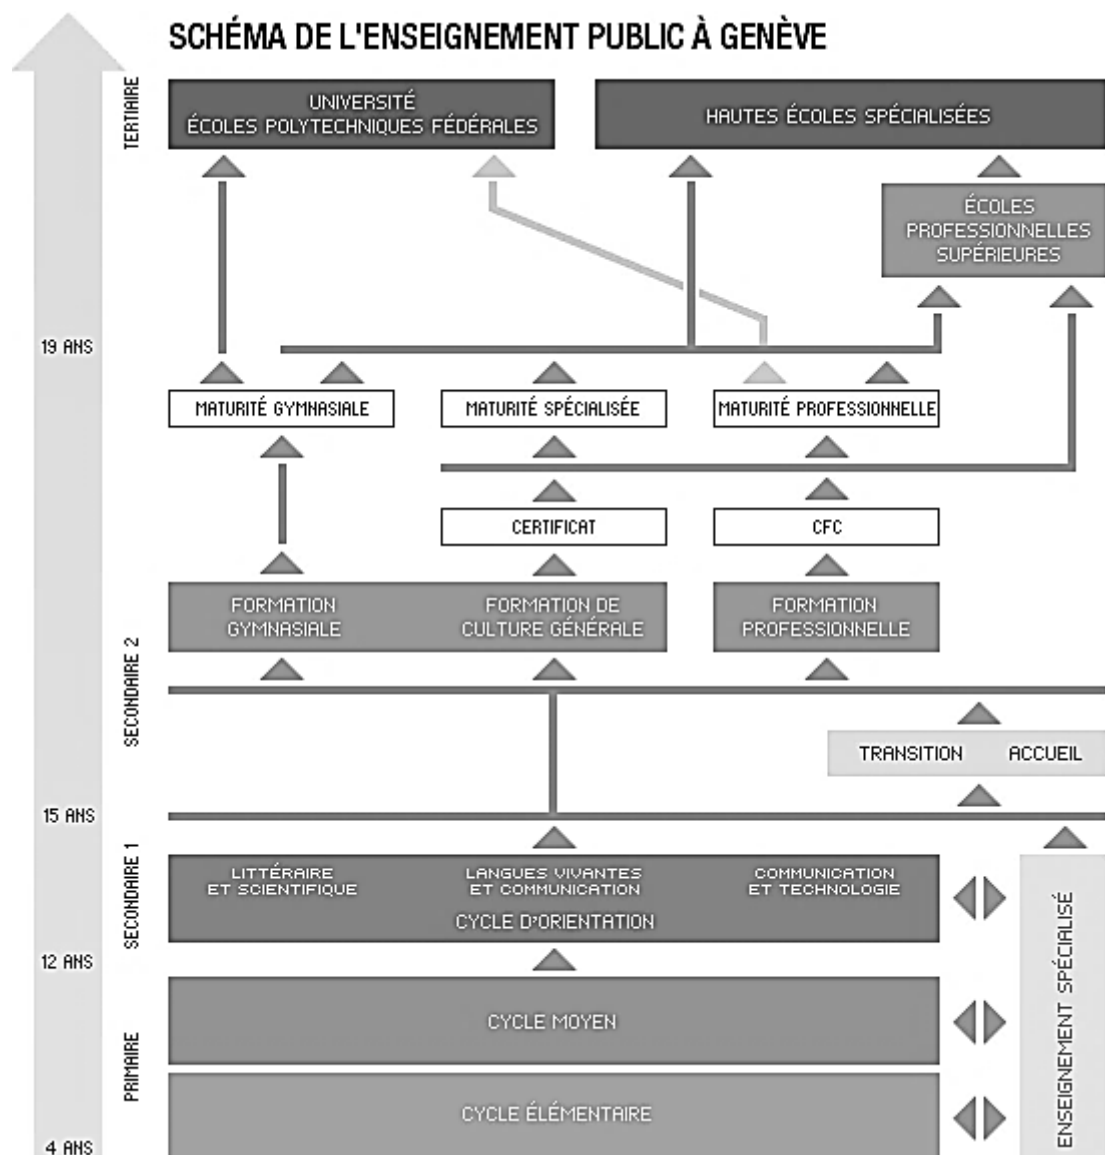 SCHÉMA DE L'ENSEIGNEMENT PUBLIC À GENÈVE
TERTIAIRE
UNIVERSITÉ
ÉCOLES POLYTECHNIQUES FÉDÉRALES
HAUTES ÉCOLES SPÉCIALISÉES
ÉCOLES
PROFESSIONNELLES
SUPÉRIEURES
19 ANS
MATURITÉ GYMNASIALE
MATURITÉ SPÉCIALISÉE
MATURITÉ PROFESSIONNELLE
CERTIFICAT
CFC
SECONDAIRE 2
FORMATION
GYMNASIALE
FORMATION DE
CULTURE GÉNÉRALE
FORMATION
PROFESSIONNELLE
TRANSITION
ACCUEIL
15 ANS
SECONDAIRE 1
LITTÉRAIRE
ET SCIENTIFIQUE
LANGUES VIVANTES
ET COMMUNICATION
COMMUNICATION
ET TECHNOLOGIE
CYCLE D'ORIENTATION
ENSEIGNEMENT SPÉCIALISÉ
12 ANS
PRIMAIRE
CYCLE MOYEN
CYCLE ÉLÉMENTAIRE
4 ANS